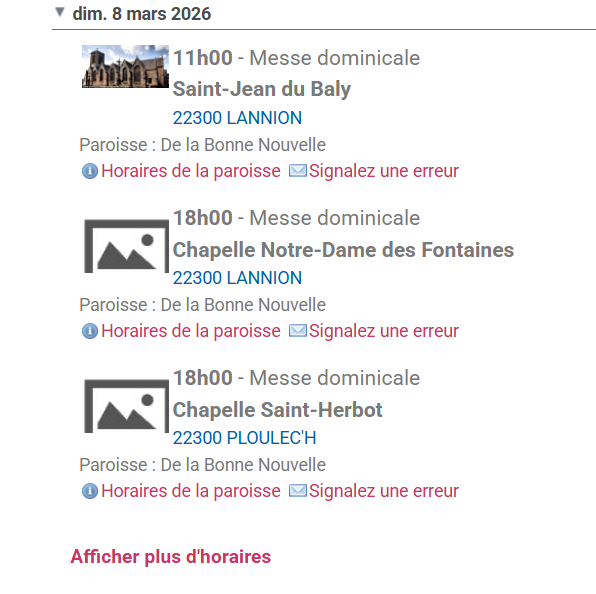 dim. 8 mars 2026
11h00 - Messe dominicale
Saint-Jean du Baly
22300 LANNION
Paroisse : De la Bonne Nouvelle
Horaires de la paroisse Signalez une erreur
18h00 - Messe dominicale
Chapelle Notre-Dame des Fontaines
22300 LANNION
Paroisse : De la Bonne Nouvelle
Horaires de la paroisse Signalez une erreur
18h00 - Messe dominicale
Chapelle Saint-Herbot
22300 PLOULEC'H
Paroisse : De la Bonne Nouvelle
Horaires de la paroisse Signalez une erreur
Afficher plus d'horaires